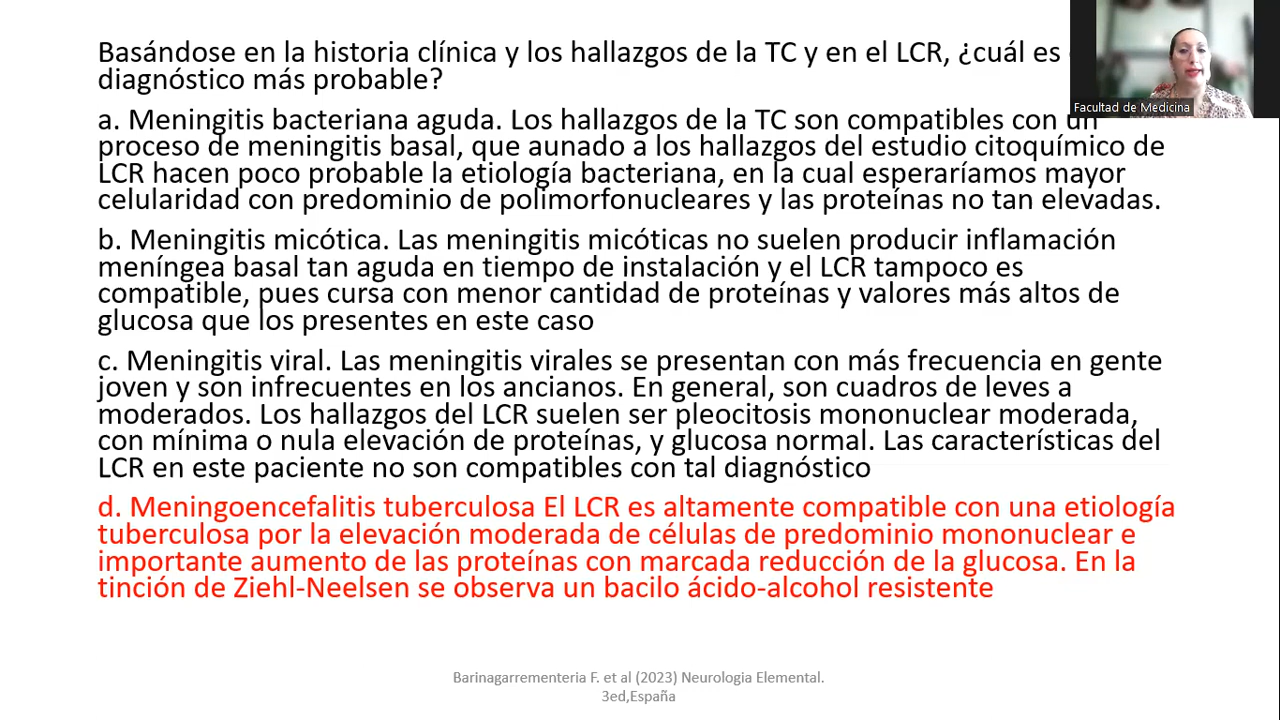 Basándose en la historia clínica y los hallazgos de la TC y en el LCR, ¿cuál es
diagnóstico más probable?
a. Meningitis bacteriana aguda. Los hallazgos de la TC son compatibles con un
proceso de meningitis basal, que aunado a los hallazgos del estudio citoquímico de
LCR hacen poco probable la etiología bacteriana, en la cual esperaríamos mayor
celularidad con predominio de polimorfonucleares y las proteínas no tan elevadas.
b. Meningitis micótica. Las meningitis micóticas no suelen producir inflamación
meníngea basal tan aguda en tiempo de instalación y el LCR tampoco es
compatible, pues cursa con menor cantidad de proteínas y valores más altos de
glucosa que los presentes en este caso
c. Meningitis viral. Las meningitis virales se presentan con más frecuencia en gente
joven y son infrecuentes en los ancianos. En general, son cuadros de leves a
moderados. Los hallazgos del LCR suelen ser pleocitosis mononuclear moderada,
con mínima o nula elevación de proteínas, y glucosa normal. Las características del
LCR en este paciente no son compatibles con tal diagnóstico
d. Meningoencefalitis tuberculosa El LCR es altamente compatible con una etiología
tuberculosa por la elevación moderada de células de predominio mononuclear e
importante aumento de las proteínas con marcada reducción de la glucosa. En la
tinción de Ziehl-Neelsen se observa un bacilo ácido-alcohol resistente
Barinagarrementeria F. et al (2023) Neurologia Elemental.
3ed,España
Facultad de Medicina